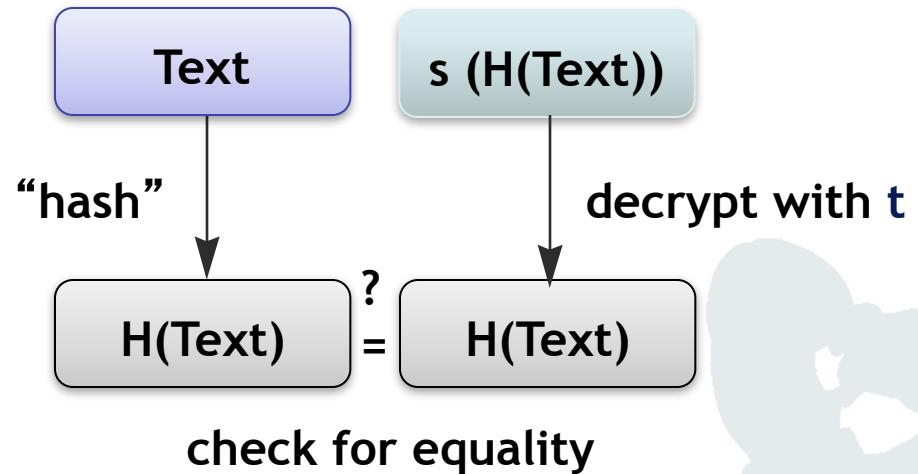 Text
s (H(Text))
“hash”
decrypt with t
H(Text)
?
=
H(Text)
check for equality